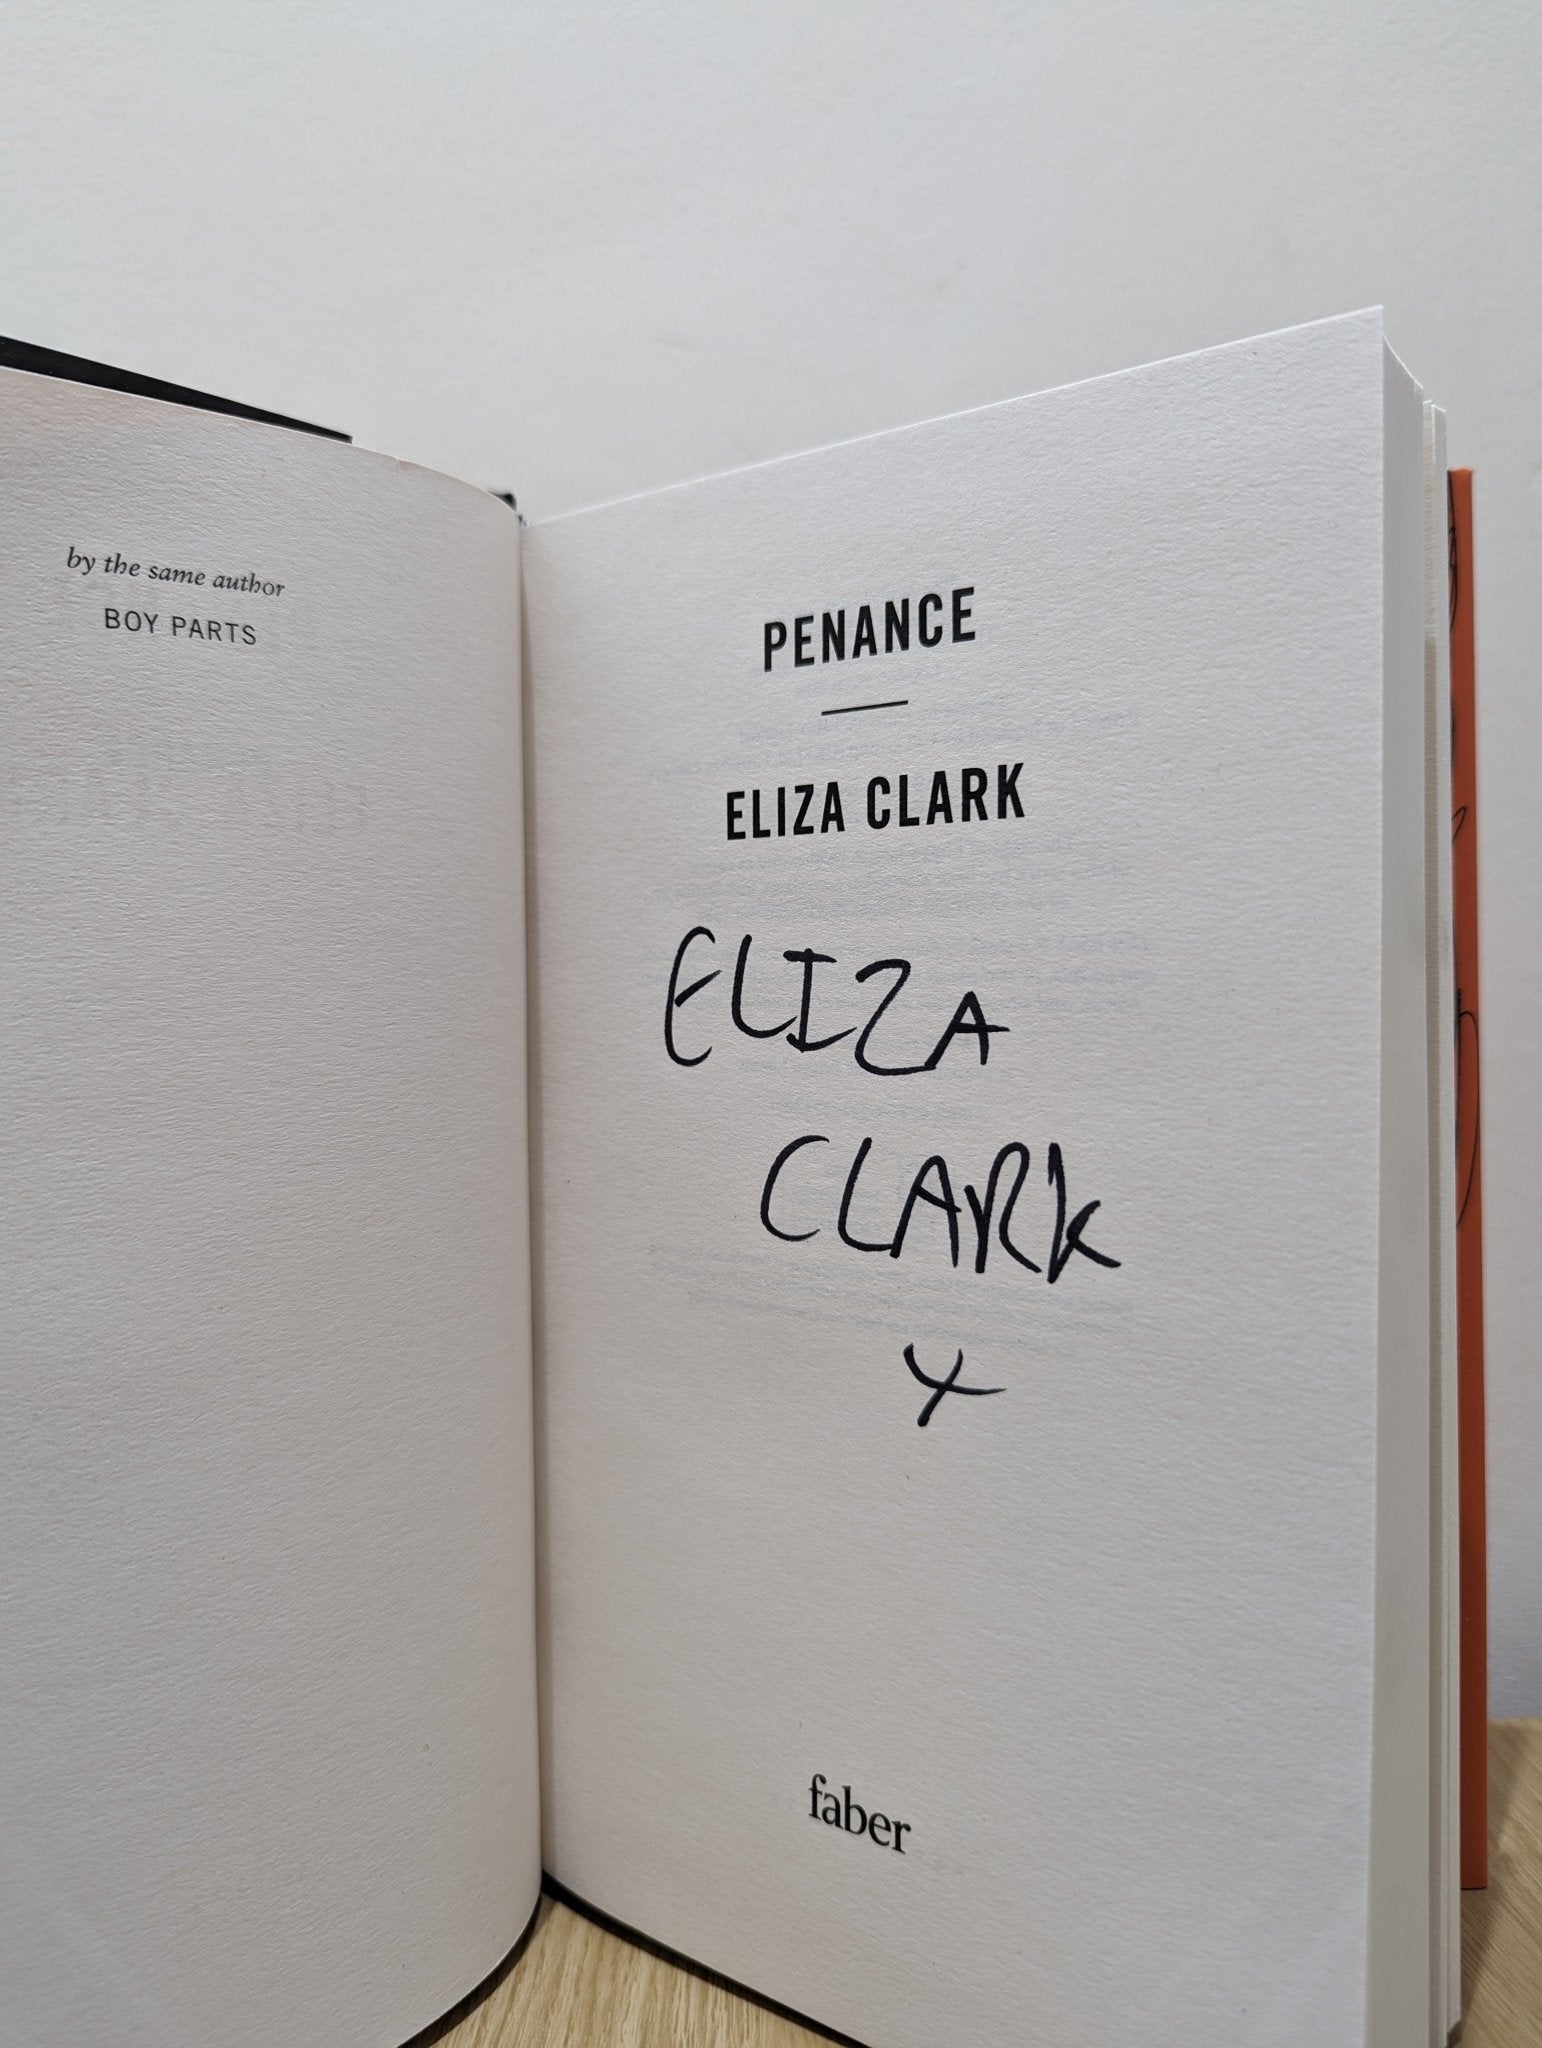 by the same author
BOY PARTS
PENANCE
ELIZA CLARK
ELIZA
CLARK
x
faber